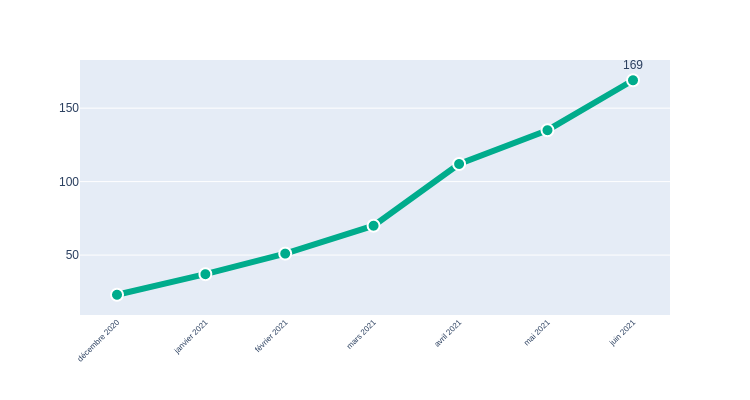 169
150
100
50
décembre 2020
janvier 2021
février 2021
mars 2021
avril 2021
mai 2021
juin 2021